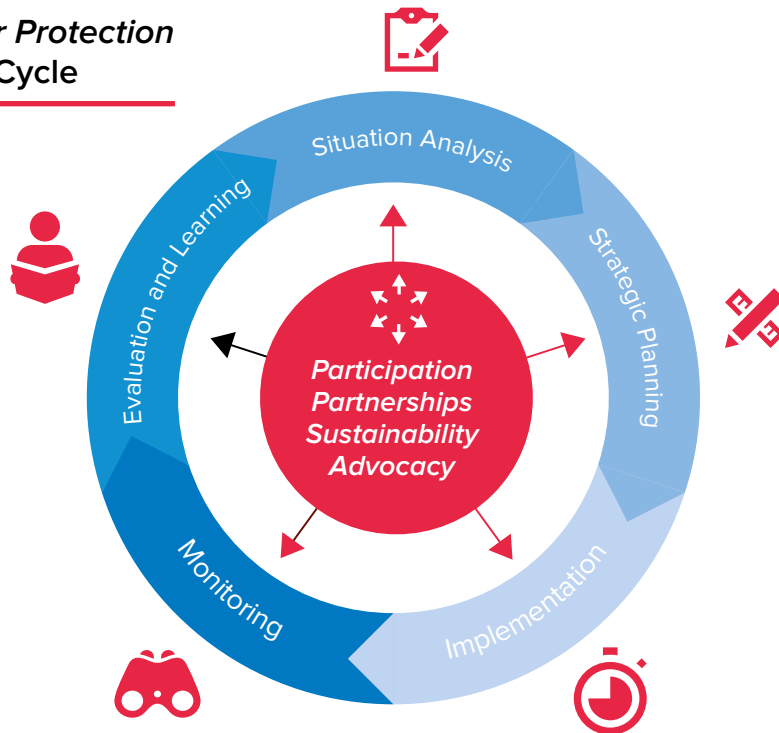 r Protection
Cycle
Situation Analysis
Strategic Planning
Implementation
Monitoring
Evaluation and Learning
Participation
Partnerships
Sustainability
Advocacy